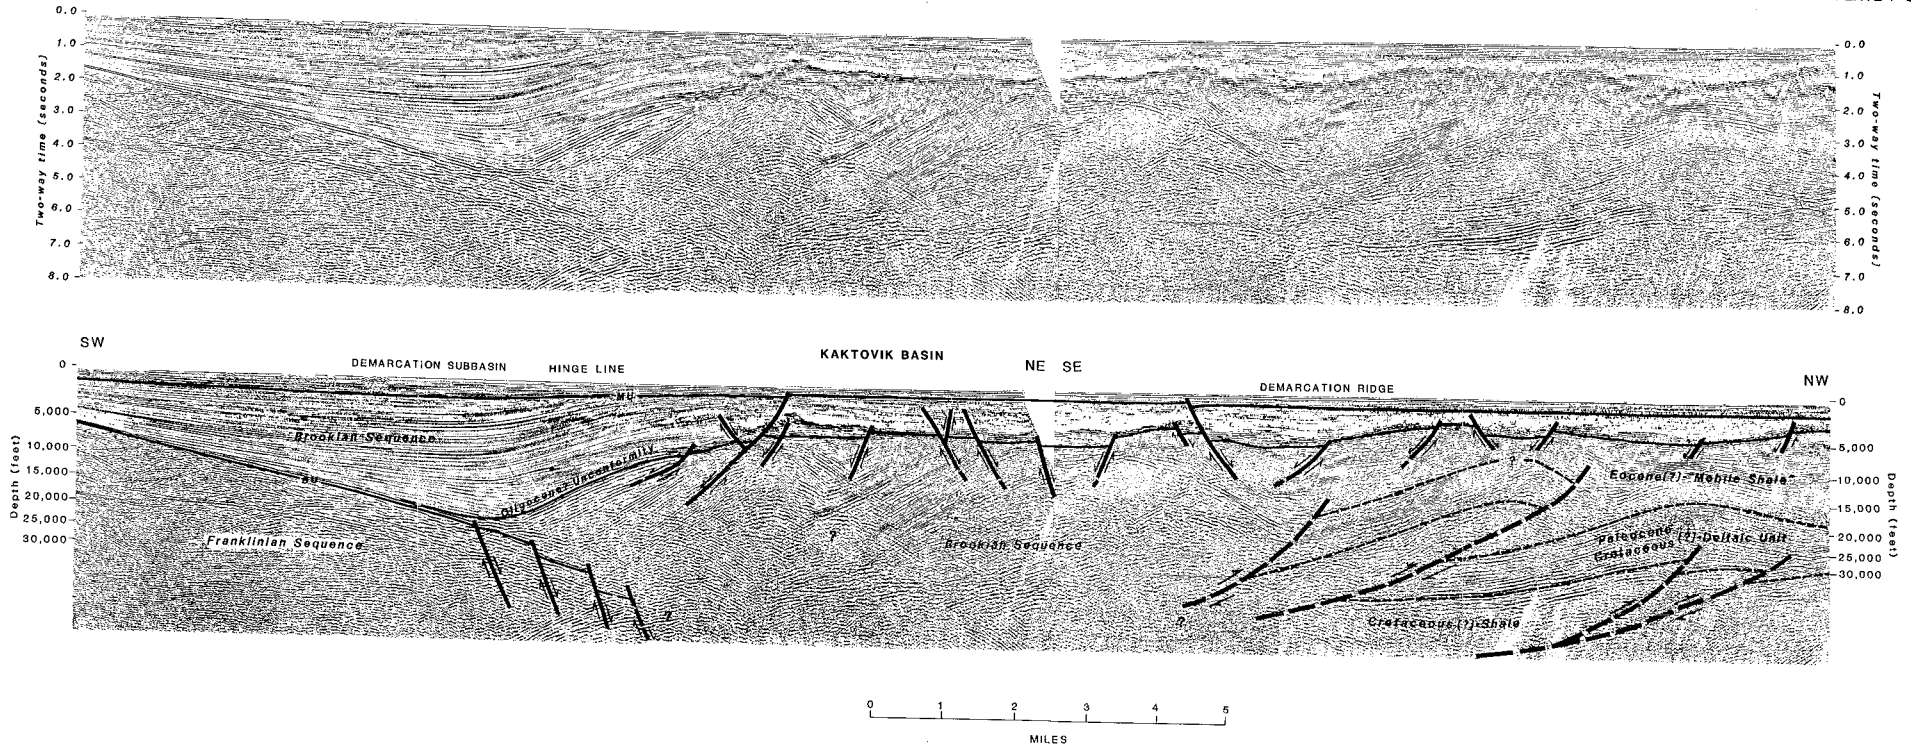 0.0
1.0
2.0
3.0
4.0
5.0
6.0
7.0
8.0
Two-way time (seconds)
0.0
1.0
2.0
3.0
4.0
5.0
6.0
7.0
8.0
Two-way time (seconds)
SW
DEMARCATION SUBBASIN
HINGE LINE
KAKTOVIK BASIN
NE
SE
DEMARCATION RIDGE
NW
0
5,000
10,000
15,000
20,000
25,000
30,000
Depth (feet)
MU
Brookian Sequence
BU
Oligocene? Unconformity
Franklinian Sequence
?
?
Brookian Sequence
?
?
Eocene(?)-"Mobile Shale"
Paleocene
Cretaceous (?)-Deltaic Unit
Cretaceous(?)-Shale
0
5,000
10,000
15,000
20,000
25,000
30,000
Depth (feet)
0 1 2 3 4 5
MILES